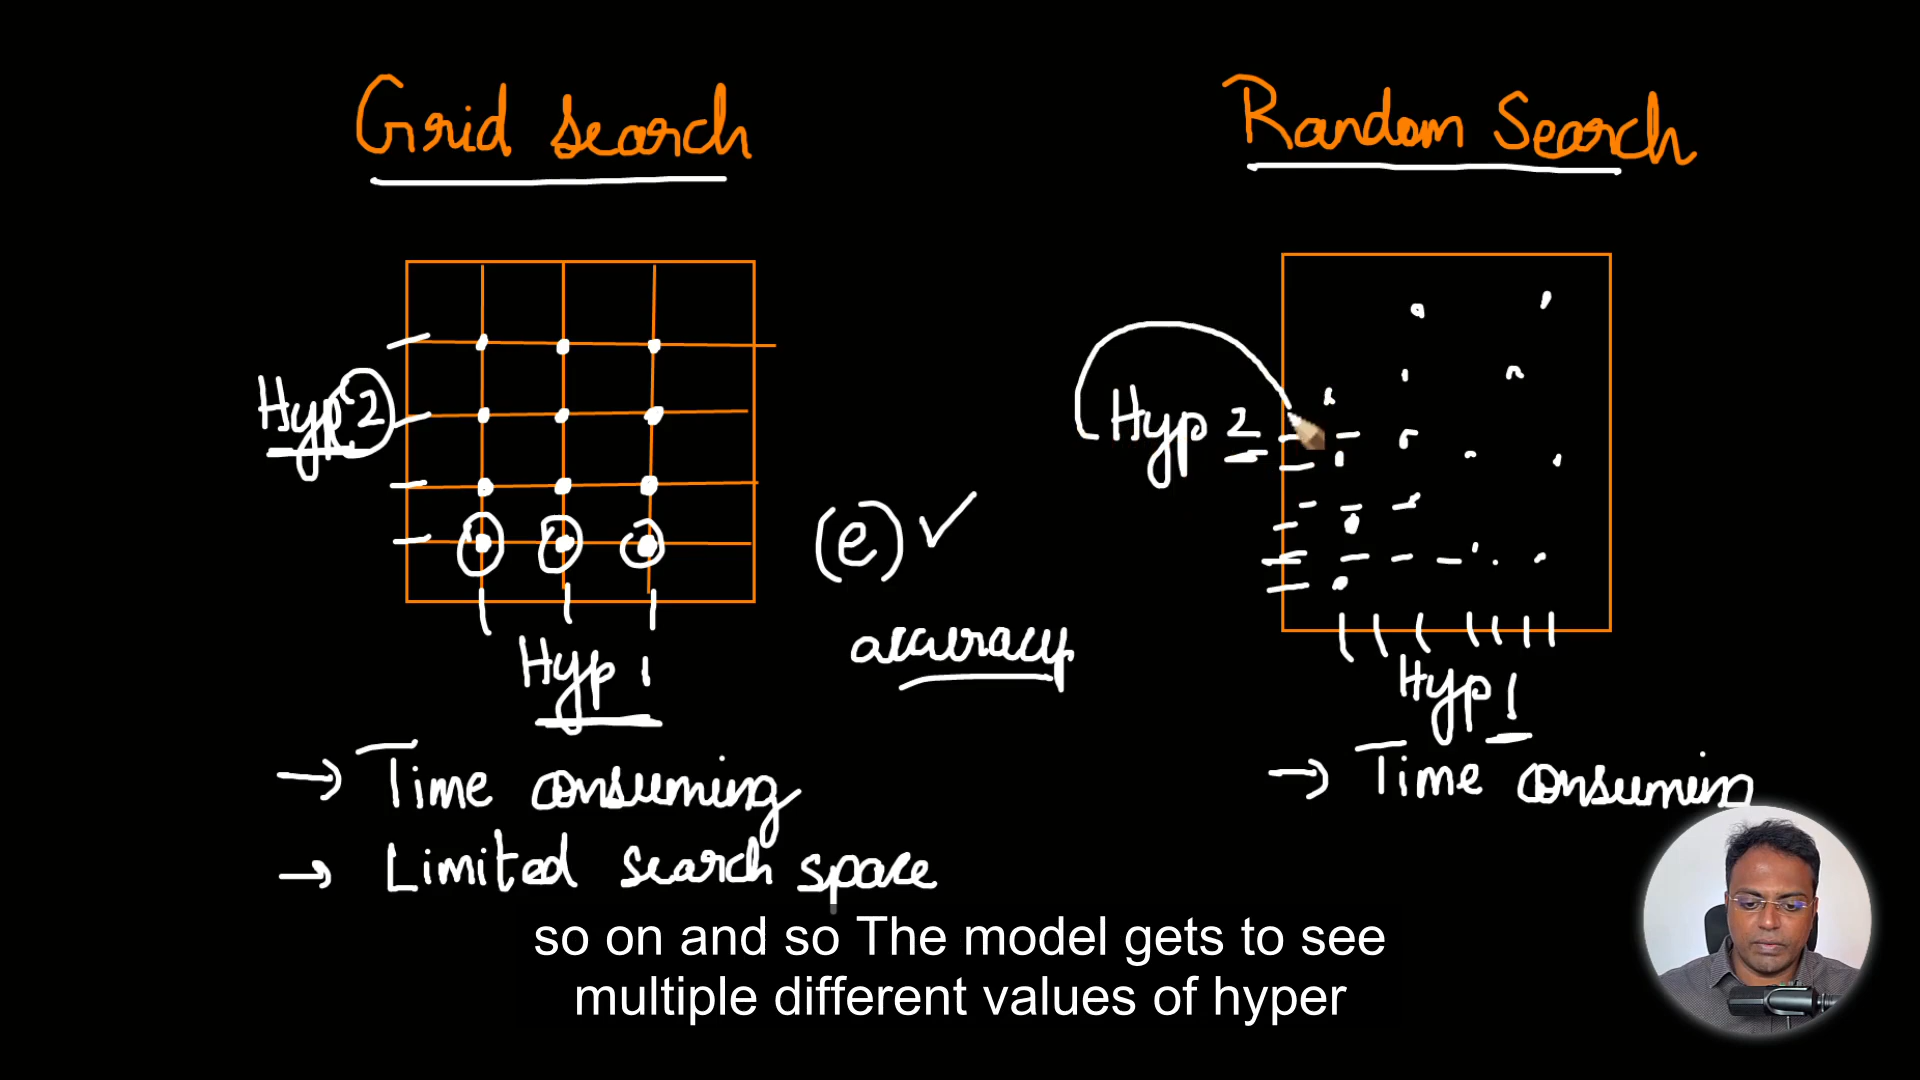 Grid Search
Random Search
Hyp 2
Hyp 2
(e) ✓
accuracy
Hyp 1
Hyp 1
→ Time consuming
→ Time consuming
→ Limited search space
so on and so The model gets to see
multiple different values of hyper